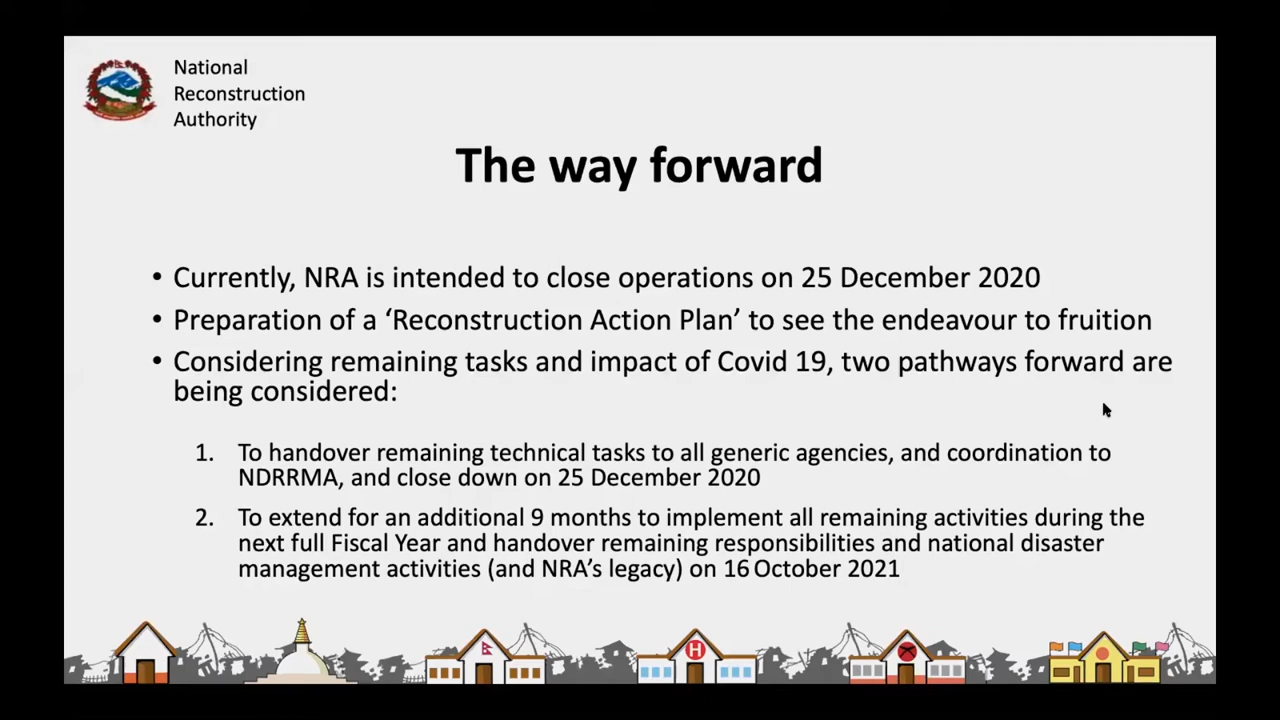 National
Reconstruction
Authority
The way forward
• Currently, NRA is intended to close operations on 25 December 2020
• Preparation of a ‘Reconstruction Action Plan’ to see the endeavour to fruition
• Considering remaining tasks and impact of Covid 19, two pathways forward are
being considered:
1. To handover remaining technical tasks to all generic agencies, and coordination to
NDRRMA, and close down on 25 December 2020
2. To extend for an additional 9 months to implement all remaining activities during the
next full Fiscal Year and handover remaining responsibilities and national disaster
management activities (and NRA’s legacy) on 16 October 2021
H